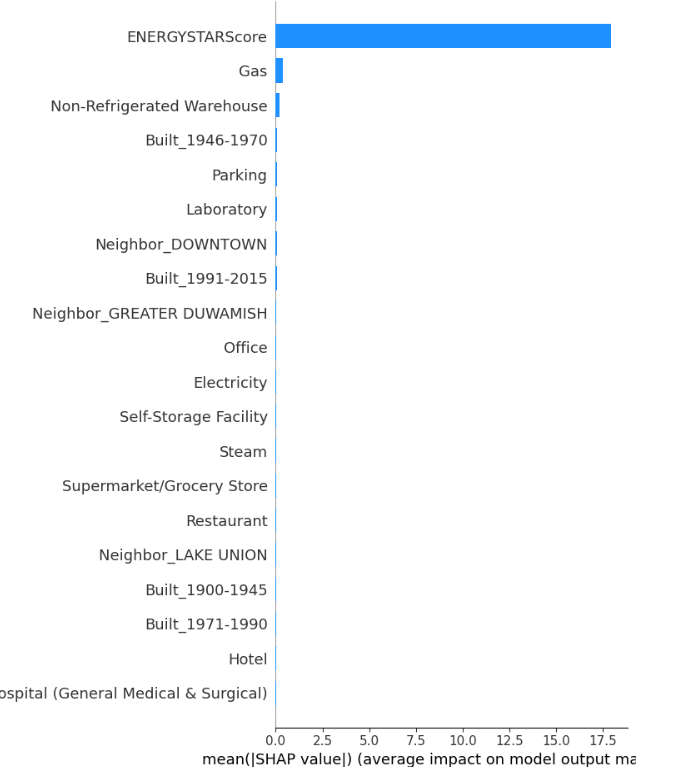 ENERGYSTARScore
Gas
Non-Refrigerated Warehouse
Built_1946-1970
Parking
Laboratory
Neighbor_DOWNTOWN
Built_1991-2015
Neighbor_GREATER DUWAMISH
Office
Electricity
Self-Storage Facility
Steam
Supermarket/Grocery Store
Restaurant
Neighbor_LAKE UNION
Built_1900-1945
Built_1971-1990
Hotel
ospital (General Medical & Surgical)
0.0 2.5 5.0 7.5 10.0 12.5 15.0 17.5
mean(|SHAP value|) (average impact on model output ma